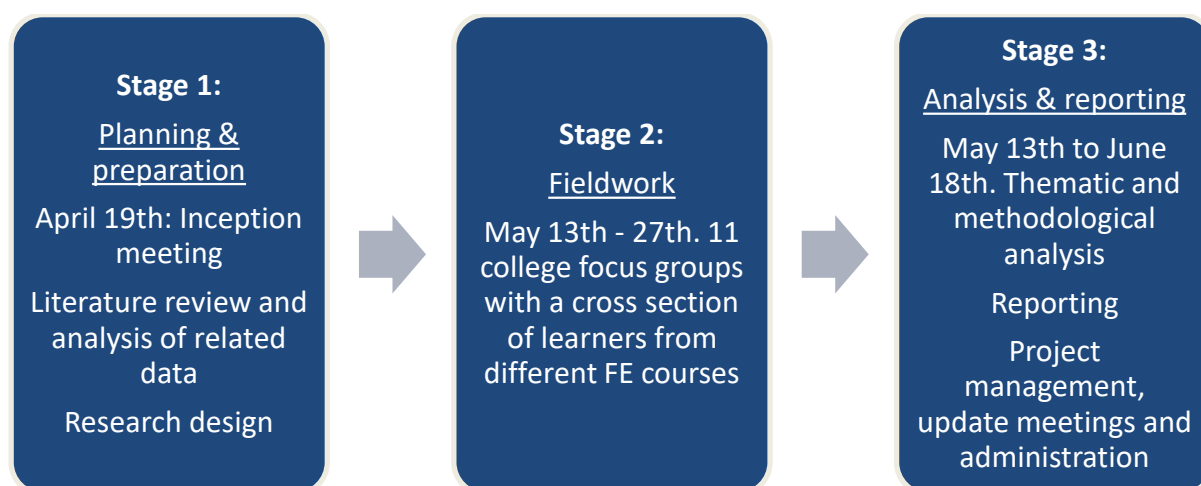 Stage 1:
Planning &
preparation
April 19th: Inception
meeting
Literature review and
analysis of related
data
Research design
Stage 2:
Fieldwork
May 13th - 27th. 11
college focus groups
with a cross section
of learners from
different FE courses
Stage 3:
Analysis & reporting
May 13th to June
18th. Thematic and
methodological
analysis
Reporting
Project
management,
update meetings and
administration